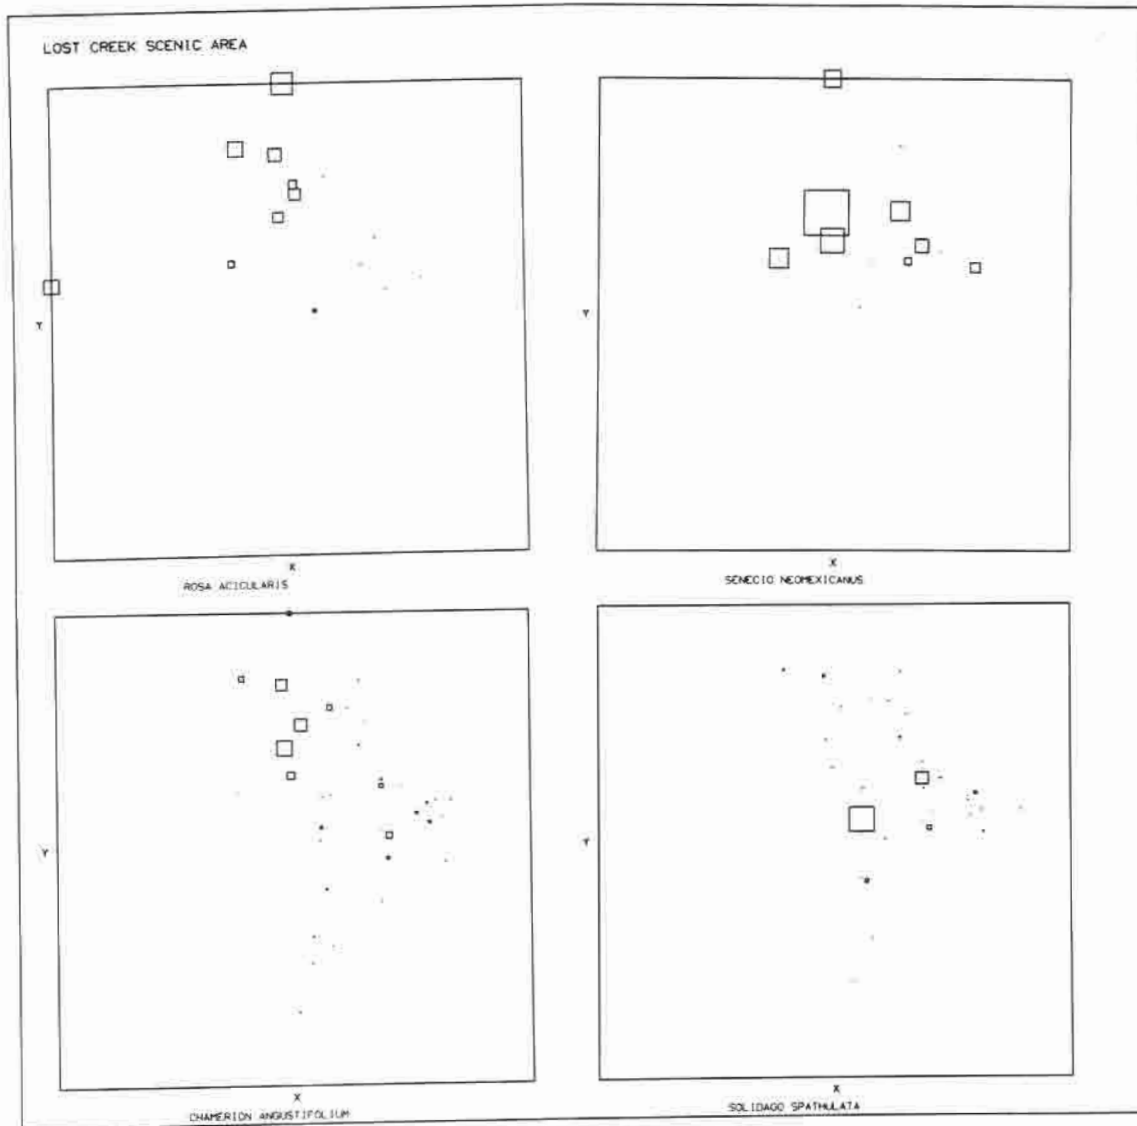 LOST CREEK SCENIC AREA
Y
X
ROSA ACICULARIS
Y
X
SENECIO NEOMEXICANUS
Y
X
CHAMERION ANGUSTIFOLIUM
Y
X
SOLIDAGO SPATHULATA